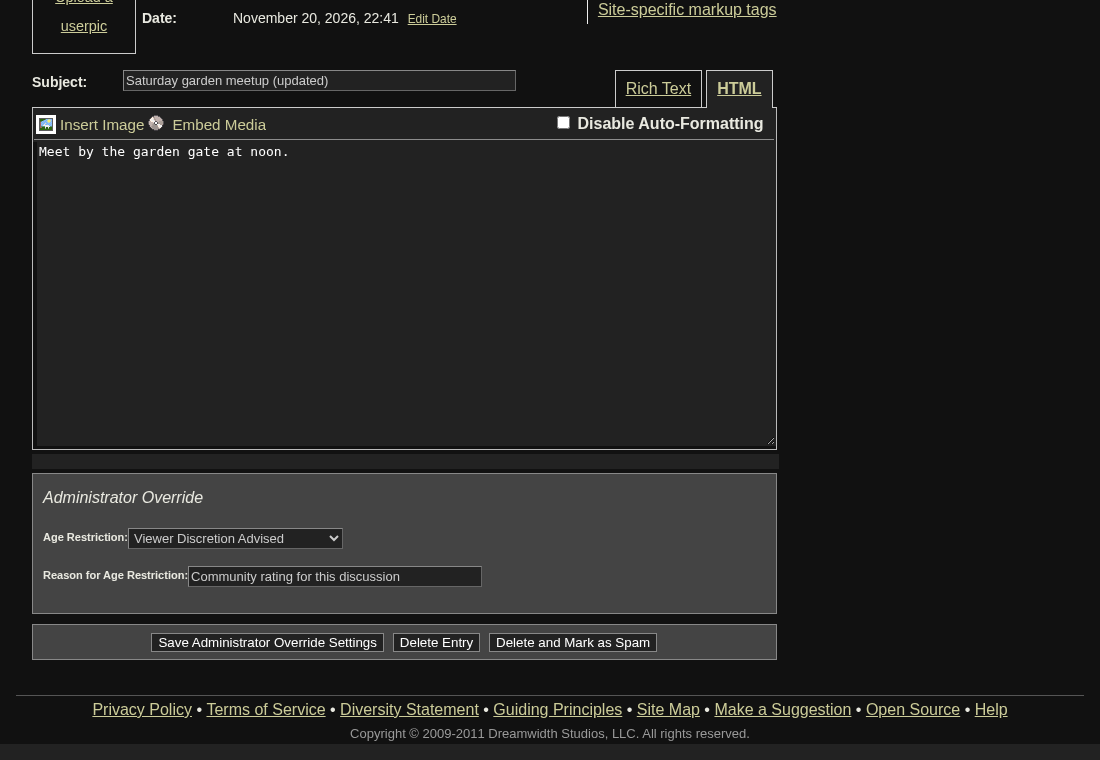 Upload a
userpic
Date: November 20, 2026, 22:41 Edit Date
Site-specific markup tags
Subject: Saturday garden meetup (updated)
Rich Text HTML
Insert Image Embed Media Disable Auto-Formatting
Meet by the garden gate at noon.
Administrator Override
Age Restriction: Viewer Discretion Advised
Reason for Age Restriction: Community rating for this discussion
Save Administrator Override Settings Delete Entry Delete and Mark as Spam
Privacy Policy • Terms of Service • Diversity Statement • Guiding Principles • Site Map • Make a Suggestion • Open Source • Help
Copyright © 2009-2011 Dreamwidth Studios, LLC. All rights reserved.